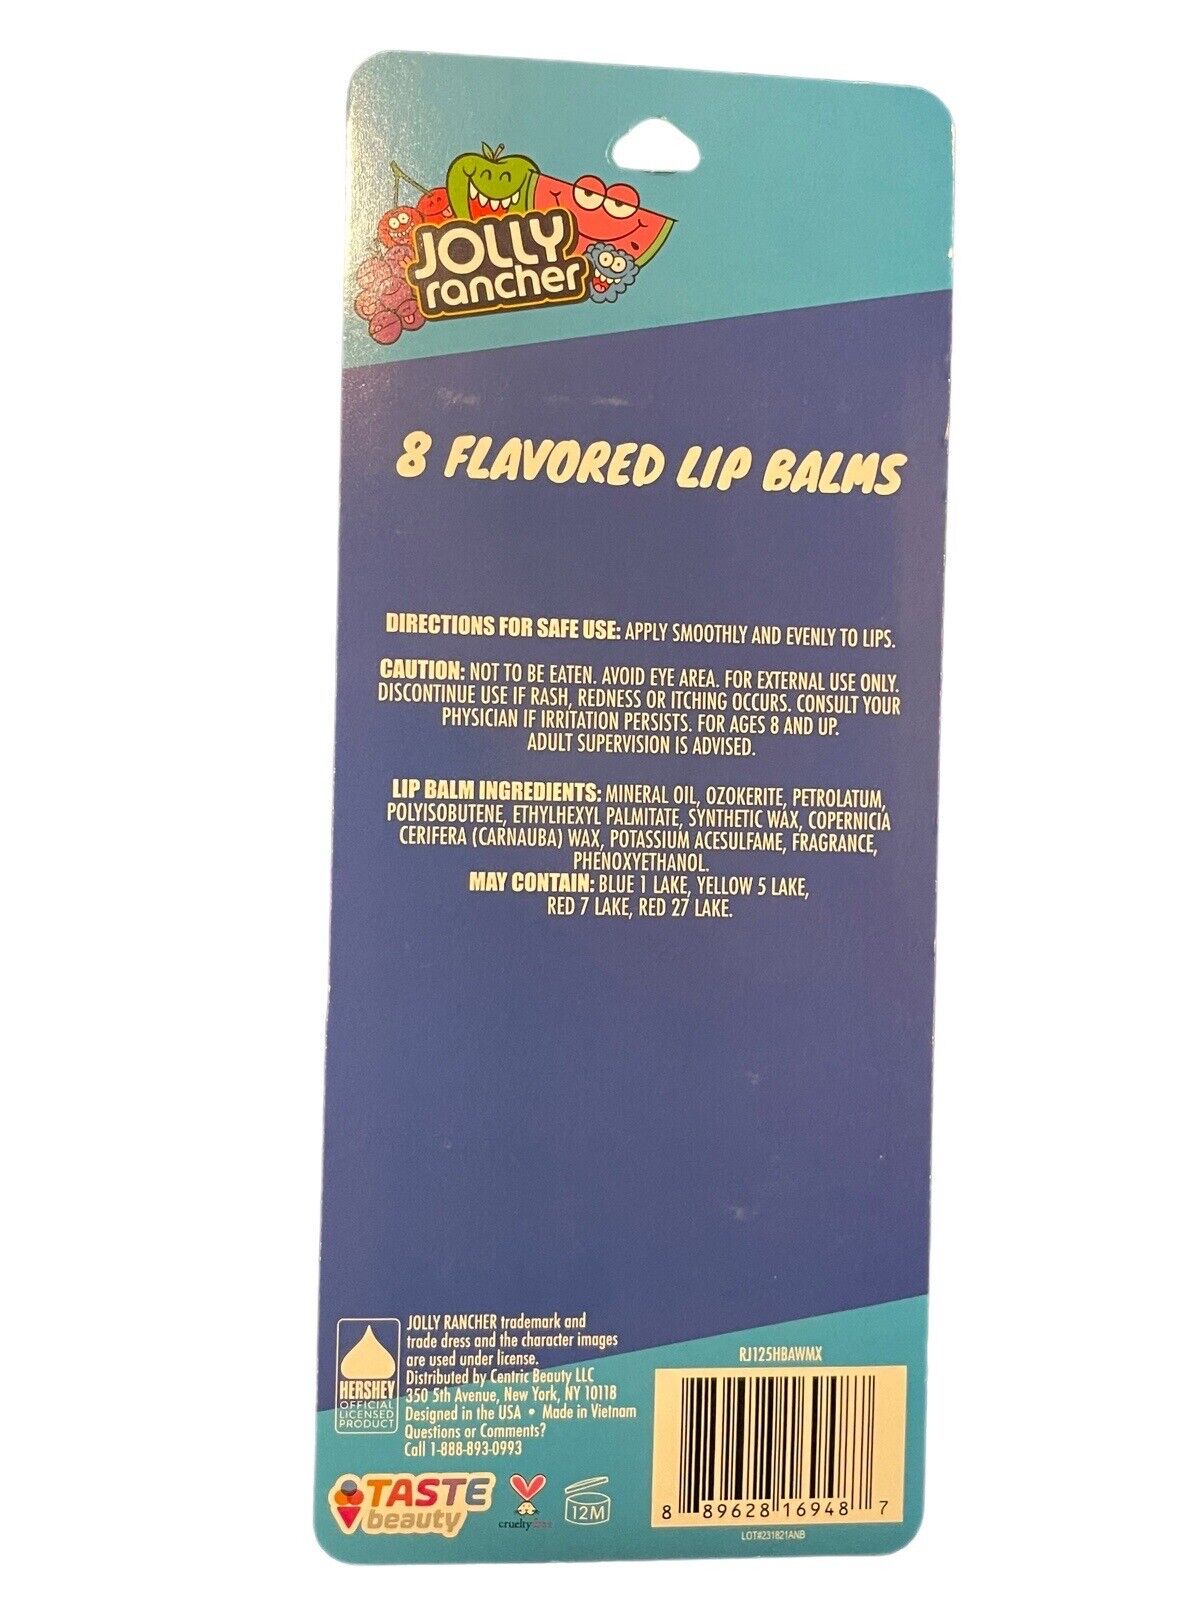 JOLLY
rancher
8 FLAVORED LIP BALMS
DIRECTIONS FOR SAFE USE: APPLY SMOOTHLY AND EVENLY TO LIPS.
CAUTION: NOT TO BE EATEN. AVOID EYE AREA. FOR EXTERNAL USE ONLY.
DISCONTINUE USE IF RASH, REDNESS OR ITCHING OCCURS. CONSULT YOUR
PHYSICIAN IF IRRITATION PERSISTS. FOR AGES 8 AND UP.
ADULT SUPERVISION IS ADVISED.
LIP BALM INGREDIENTS: MINERAL OIL, OZOKERITE, PETROLATUM,
POLYISOBUTENE, ETHYLHEXYL PALMITATE, SYNTHETIC WAX, COPERNICIA
CERIFERA (CARNAUBA) WAX, POTASSIUM ACESULFAME, FRAGRANCE,
PHENOXYETHANOL.
MAY CONTAIN: BLUE 1 LAKE, YELLOW 5 LAKE,
RED 7 LAKE, RED 27 LAKE.
HERSHEY
OFFICIAL
LICENSED
PRODUCT
JOLLY RANCHER trademark and
trade dress and the character images
are used under license.
Distributed by Centric Beauty LLC
350 5th Avenue, New York, NY 10118
Designed in the USA • Made in Vietnam
Questions or Comments?
Call 1-888-893-0993
TASTE
beauty
crueltyfree
12M
RJ125HBAWMX
8 89628 16948 7
LOT#231821ANB